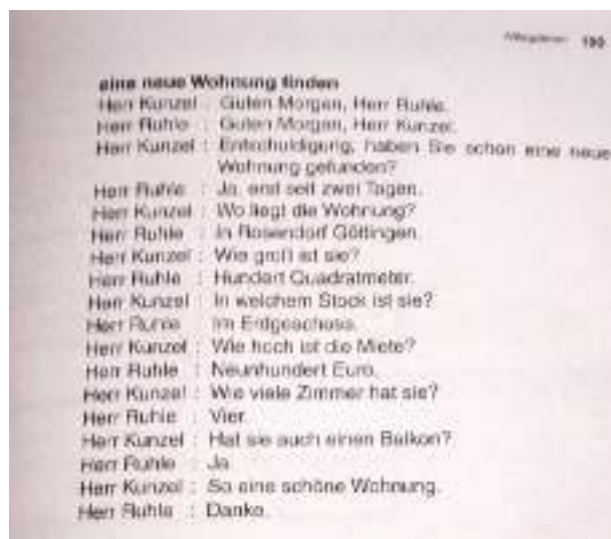 190
eine neue Wohnung finden
Herr Kunzel : Guten Morgen, Herr Ruhle.
Herr Ruhle : Guten Morgen, Herr Kunzel.
Herr Kunzel : Entschuldigung, haben Sie schon eine neue
Wohnung gefunden?
Herr Ruhle : Ja, erst seit zwei Tagen.
Herr Kunzel : Wo liegt die Wohnung?
Herr Ruhle : In Rosendorf Göttingen.
Herr Kunzel : Wie groß ist sie?
Herr Ruhle : Hundert Quadratmeter.
Herr Kunzel : In welchem Stock ist sie?
Herr Ruhle : Im Erdgeschoss.
Herr Kunzel : Wie hoch ist die Miete?
Herr Ruhle : Neunhundert Euro.
Herr Kunzel : Wie viele Zimmer hat sie?
Herr Ruhle : Vier.
Herr Kunzel : Hat sie auch einen Balkon?
Herr Ruhle : Ja.
Herr Kunzel : So eine schöne Wohnung.
Herr Ruhle : Danke.